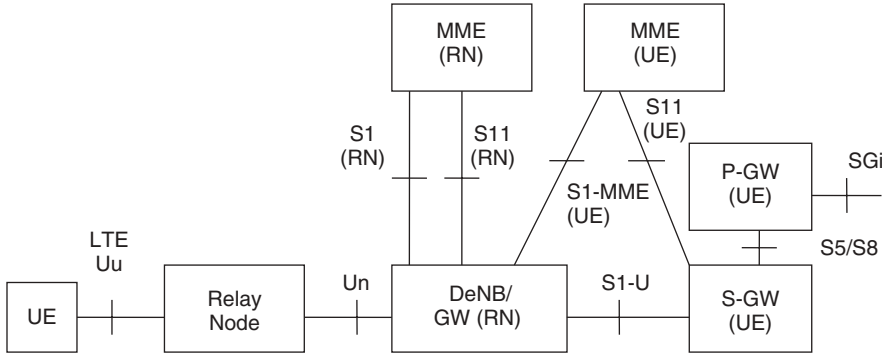 MME
(RN)
MME
(UE)
S1
(RN)
S11
(RN)
S11
(UE)
S1-MME
(UE)
P-GW
(UE)
SGi
S5/S8
LTE
Uu
UE
Relay
Node
Un
DeNB/
GW (RN)
S1-U
S-GW
(UE)